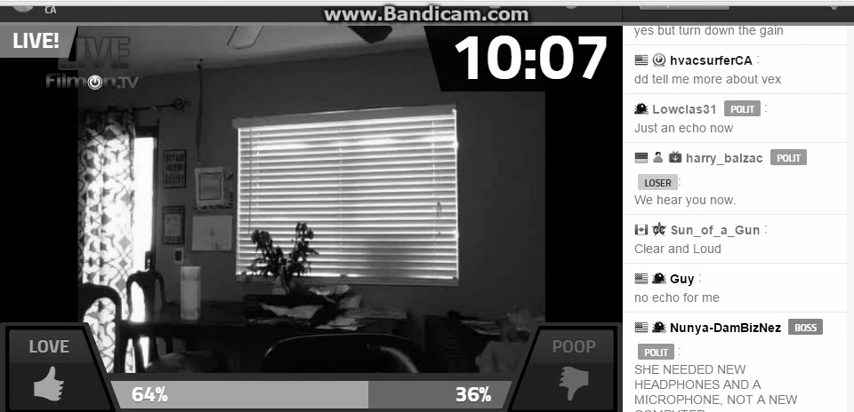 CA
www.Bandicam.com
LIVE!
LIVE
FilmOn.TV
10:07
LOVE
64%
36%
POOP
yes but turn down the gain
hvacsurferCA :
dd tell me more about vex
Lowclas31 POLIT :
Just an echo now
harry_balzac POLIT
LOSER :
We hear you now.
Sun_of_a_Gun :
Clear and Loud
Guy :
no echo for me
Nunya-DamBizNez BOSS
POLIT :
SHE NEEDED NEW
HEADPHONES AND A
MICROPHONE, NOT A NEW
COMPUTER